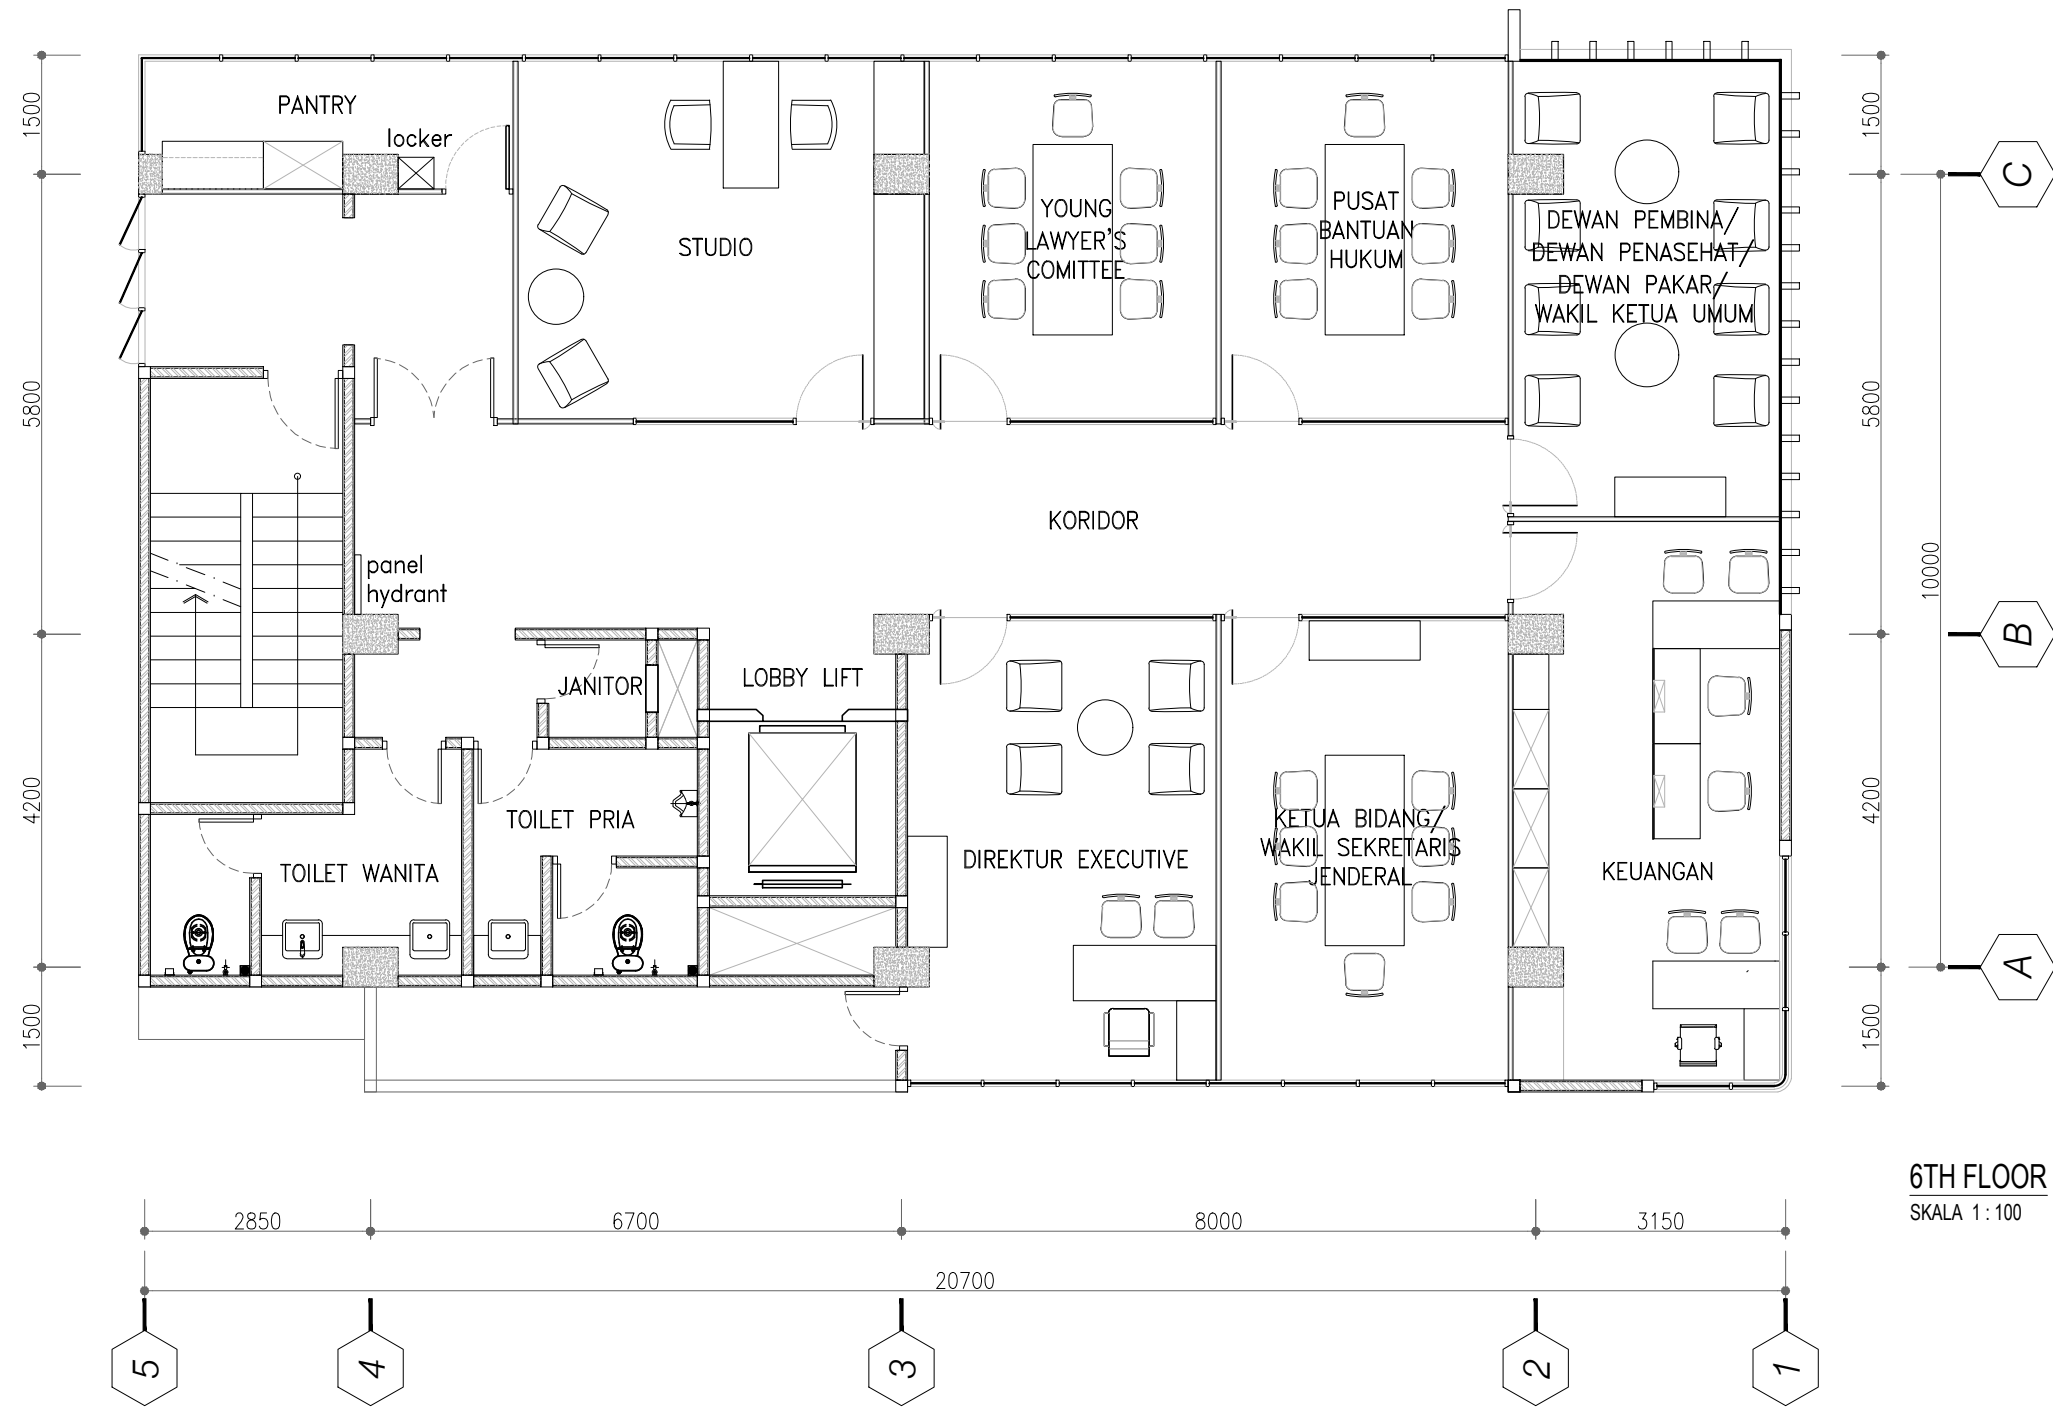 PANTRY
locker
STUDIO
YOUNG
LAWYER'S
COMITTEE
PUSAT
BANTUAN
HUKUM
DEWAN PEMBINA/
DEWAN PENASEHAT/
DEWAN PAKAR/
WAKIL KETUA UMUM
KORIDOR
panel
hydrant
JANITOR
LOBBY LIFT
TOILET PRIA
TOILET WANITA
DIREKTUR EXECUTIVE
KETUA BIDANG/
WAKIL SEKRETARIS
JENDERAL
KEUANGAN
1500
5800
4200
1500
1500
5800
4200
1500
10000
C
B
A
6TH FLOOR
SKALA 1 : 100
2850
6700
8000
3150
20700
5
4
3
2
1